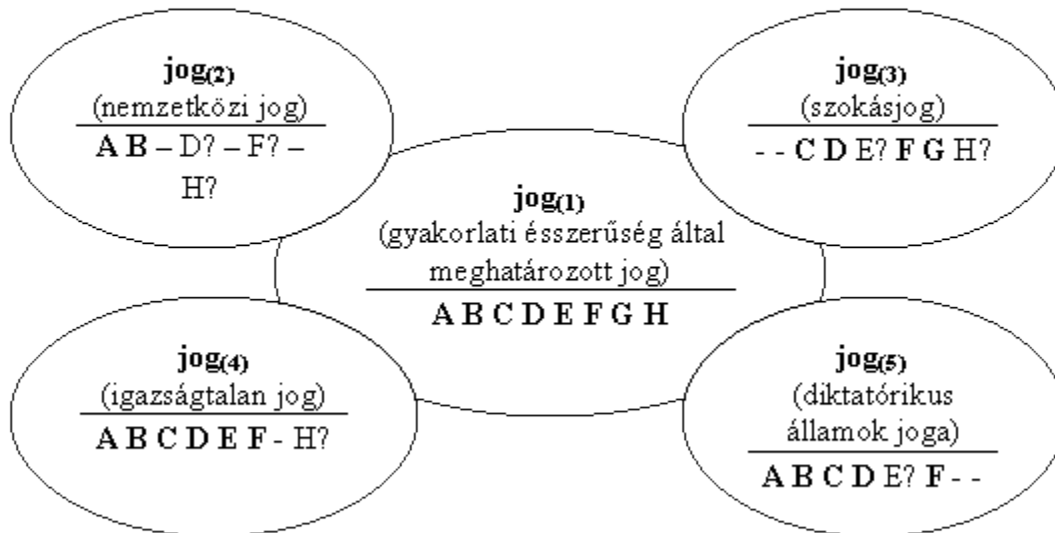 jog(2)
(nemzetközi jog)
A B – D? – F? –
H?
jog(3)
(szokásjog)
- - C D E? F G H?
jog(1)
(gyakorlati ésszerűség által
meghatározott jog)
A B C D E F G H
jog(4)
(igazságtalan jog)
A B C D E F - H?
jog(5)
(diktatórikus
államok joga)
A B C D E? F - -